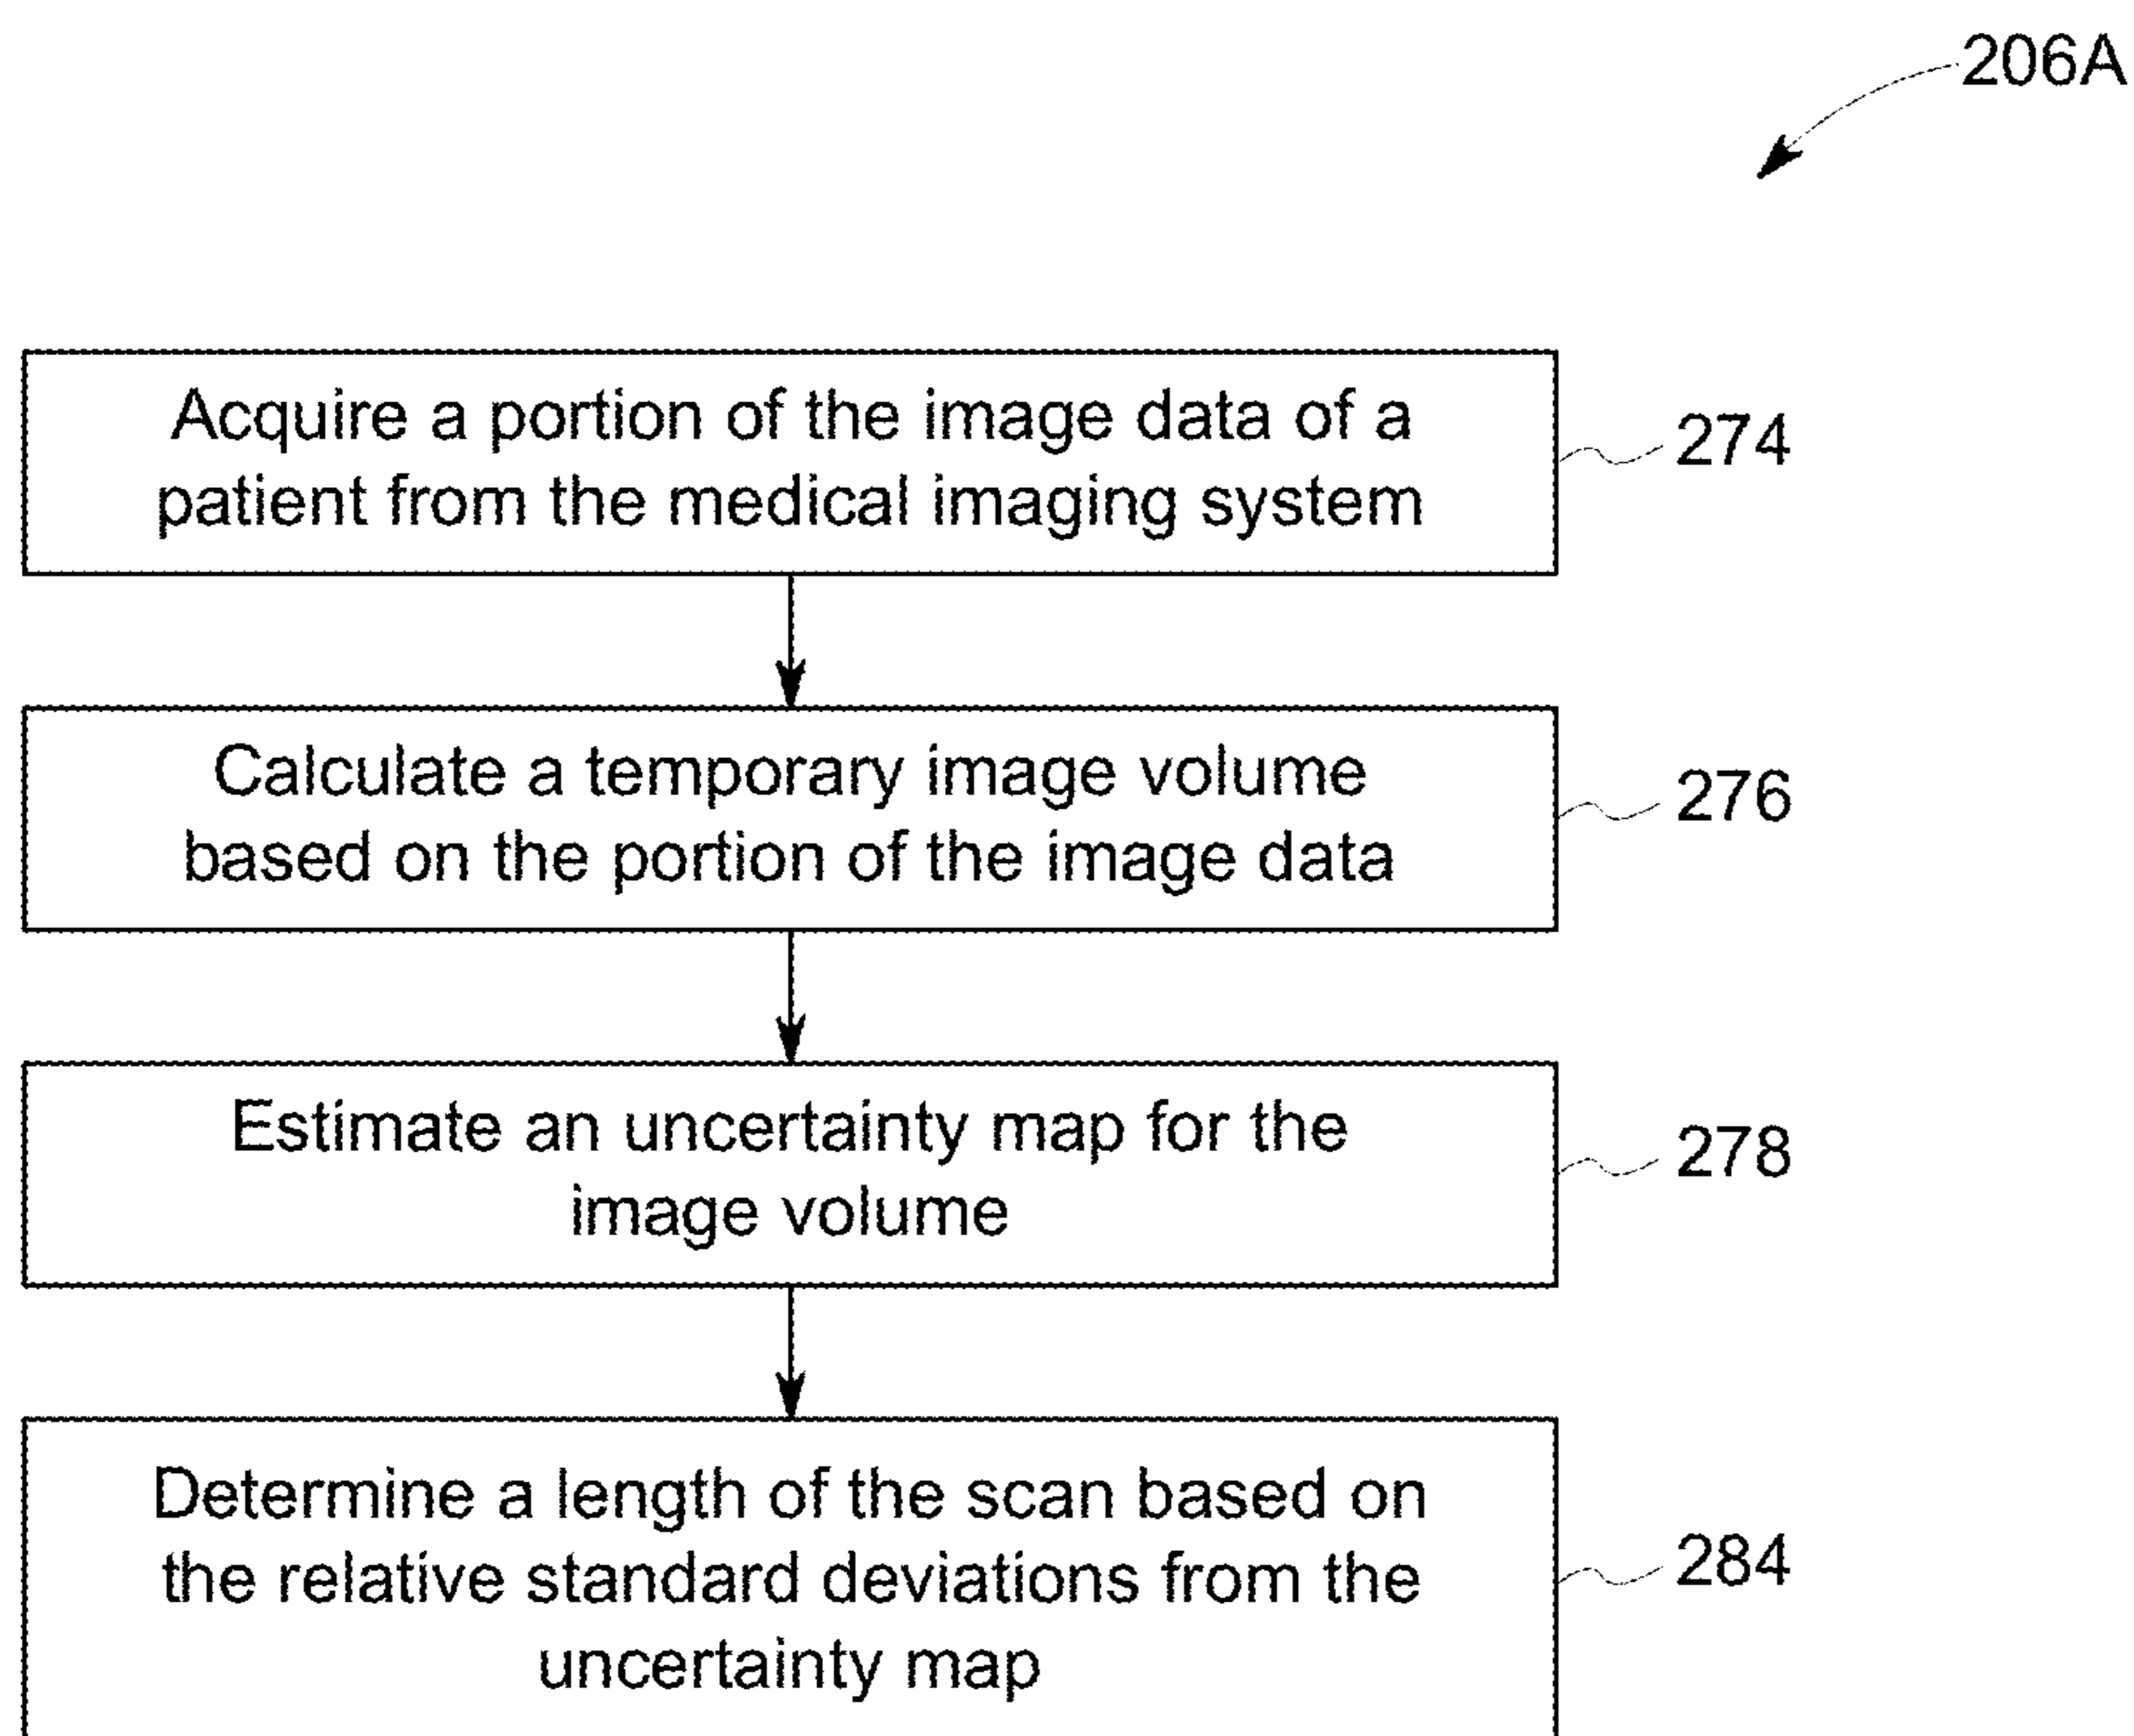 206A
Acquire a portion of the image data of a
patient from the medical imaging system
274
Calculate a temporary image volume
based on the portion of the image data
276
Estimate an uncertainty map for the
image volume
278
Determine a length of the scan based on
the relative standard deviations from the
uncertainty map
284